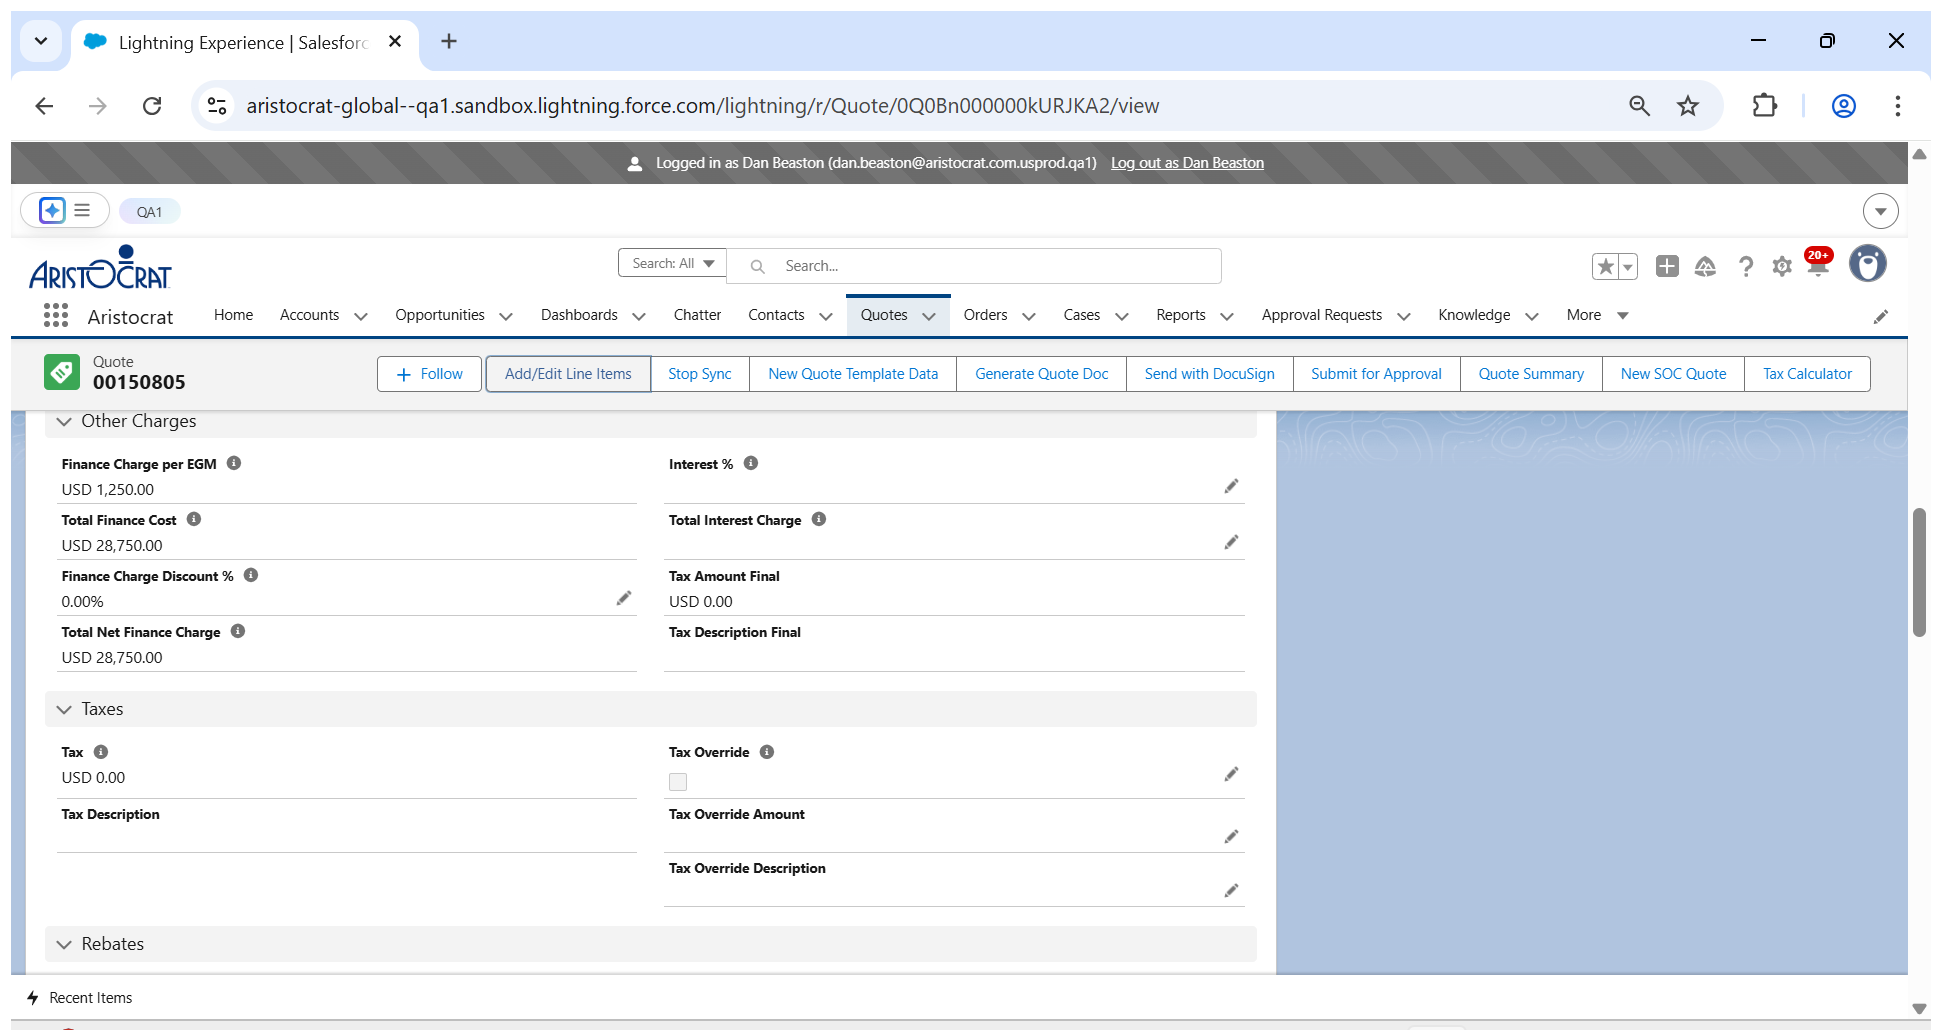 Lightning Experience | Salesforc
aristocrat-global--qa1.sandbox.lightning.force.com/lightning/r/Quote/0Q0Bn000000kURJKA2/view
Logged in as Dan Beaston (dan.beaston@aristocrat.com.usprod.qa1) Log out as Dan Beaston
QA1
ARISTOCRAT
Search: All Search...
20+
Aristocrat Home Accounts Opportunities Dashboards Chatter Contacts Quotes Orders Cases Reports Approval Requests Knowledge More
Quote
00150805
Follow Add/Edit Line Items Stop Sync New Quote Template Data Generate Quote Doc Send with DocuSign Submit for Approval Quote Summary New SOC Quote Tax Calculator
Other Charges
Finance Charge per EGM
USD 1,250.00
Interest %
Total Finance Cost
USD 28,750.00
Total Interest Charge
Finance Charge Discount %
0.00%
Tax Amount Final
USD 0.00
Total Net Finance Charge
USD 28,750.00
Tax Description Final
Taxes
Tax
USD 0.00
Tax Override
Tax Description
Tax Override Amount
Tax Override Description
Rebates
Recent Items